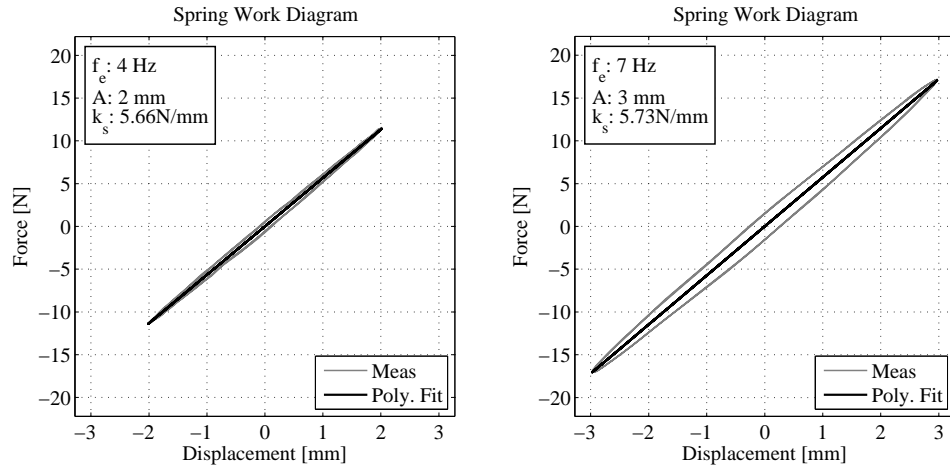 Spring Work Diagram
20
15
10
5
0
−5
−10
−15
−20
Force [N]
f_e: 4 Hz
A: 2 mm
k_s: 5.66N/mm
Meas
Poly. Fit
−3 −2 −1 0 1 2 3
Displacement [mm]
Spring Work Diagram
20
15
10
5
0
−5
−10
−15
−20
Force [N]
f_e: 7 Hz
A: 3 mm
k_s: 5.73N/mm
Meas
Poly. Fit
−3 −2 −1 0 1 2 3
Displacement [mm]